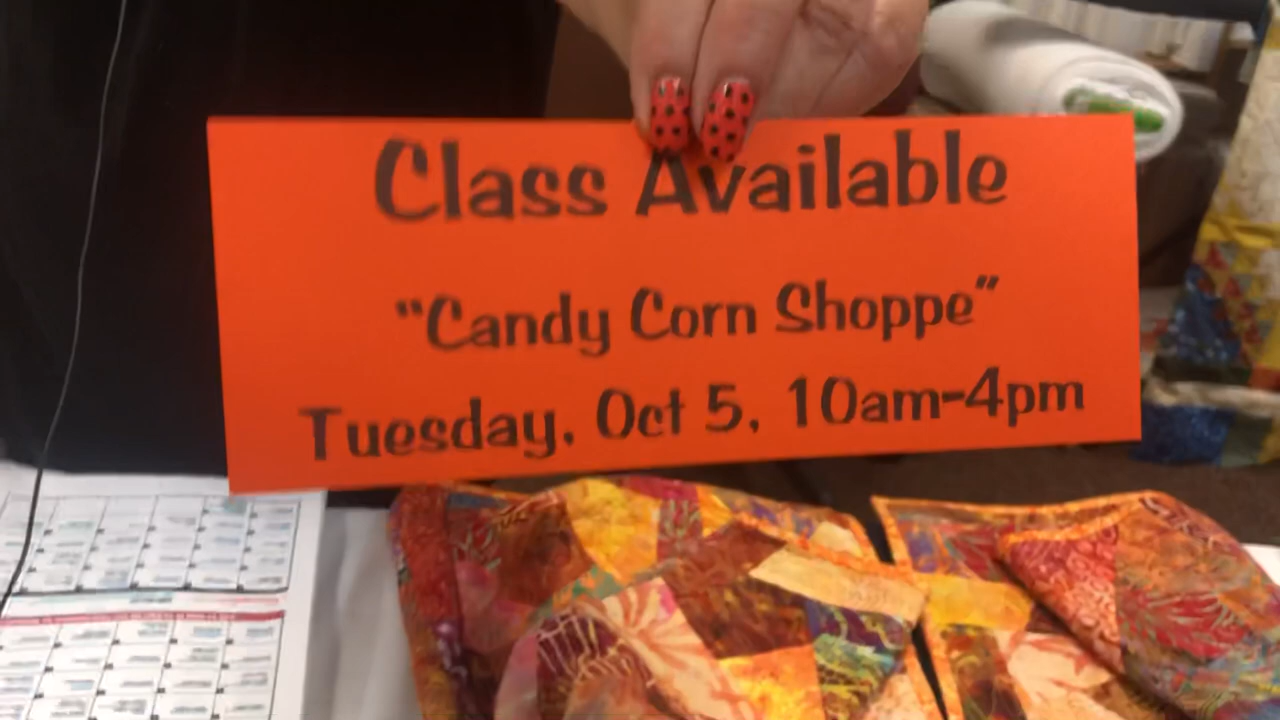 Class Available
"Candy Corn Shoppe"
Tuesday, Oct 5, 10am-4pm